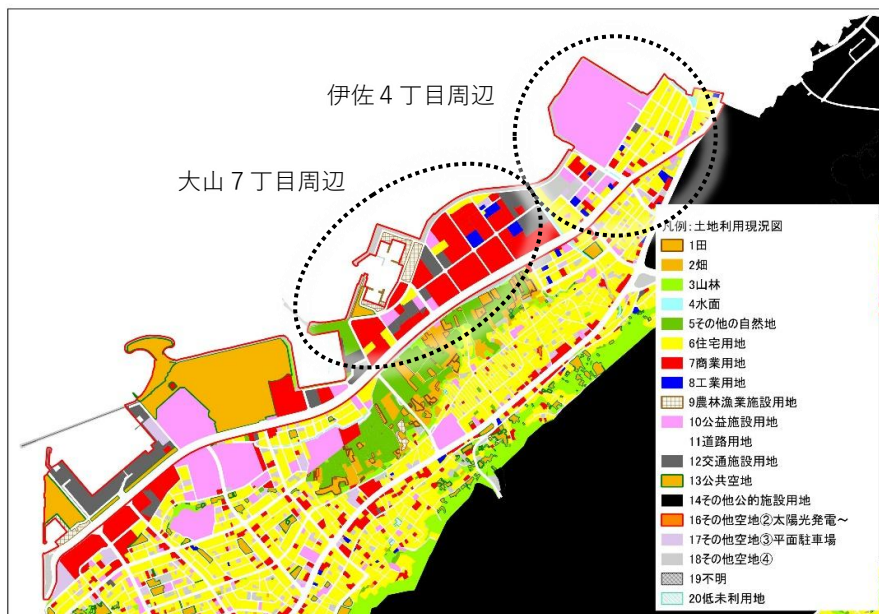 伊佐4丁目周辺
大山7丁目周辺
凡例:土地利用現況図
1田
2畑
3山林
4水面
5その他の自然地
6住宅用地
7商業用地
8工業用地
9農林漁業施設用地
10公益施設用地
11道路用地
12交通施設用地
13公共空地
14その他公的施設用地
16その他空地②太陽光発電~
17その他空地③平面駐車場
18その他空地④
19不明
20低未利用地